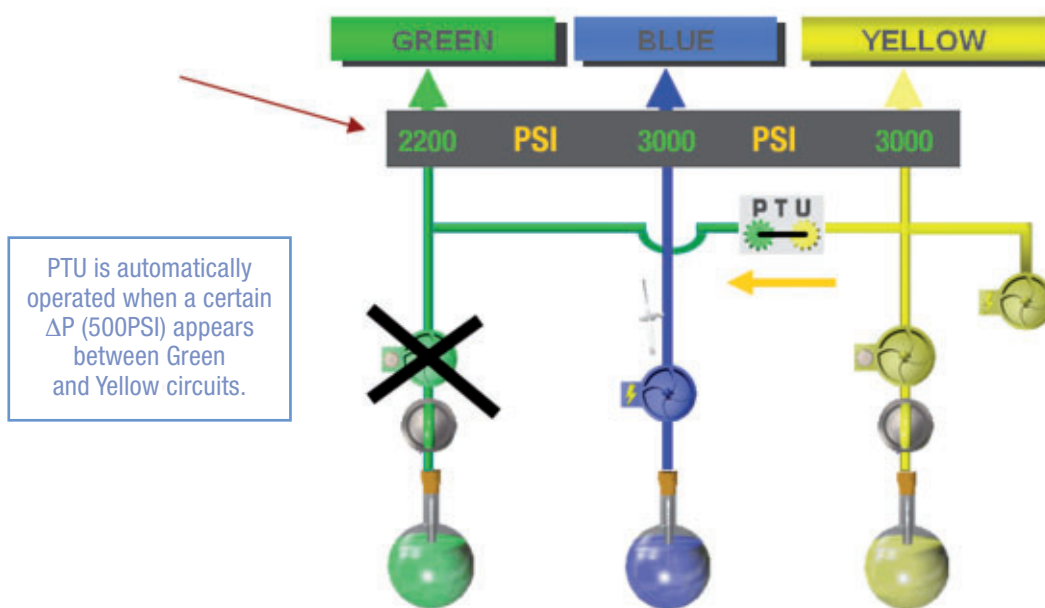 GREEN
BLUE
YELLOW
2200 PSI 3000 PSI 3000
PTU
PTU is automatically
operated when a certain
ΔP (500PSI) appears
between Green
and Yellow circuits.